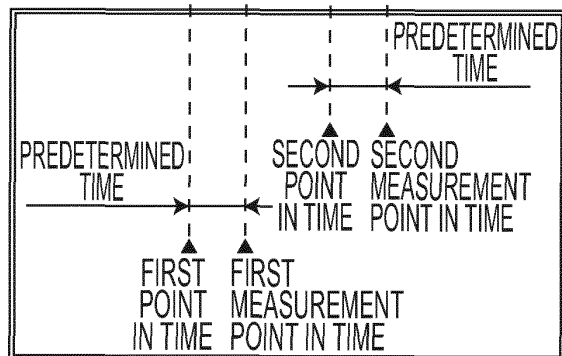 PREDETERMINED
TIME
PREDETERMINED
TIME
SECOND
POINT
IN TIME
SECOND
MEASUREMENT
POINT IN TIME
FIRST
POINT
IN TIME
FIRST
MEASUREMENT
POINT IN TIME